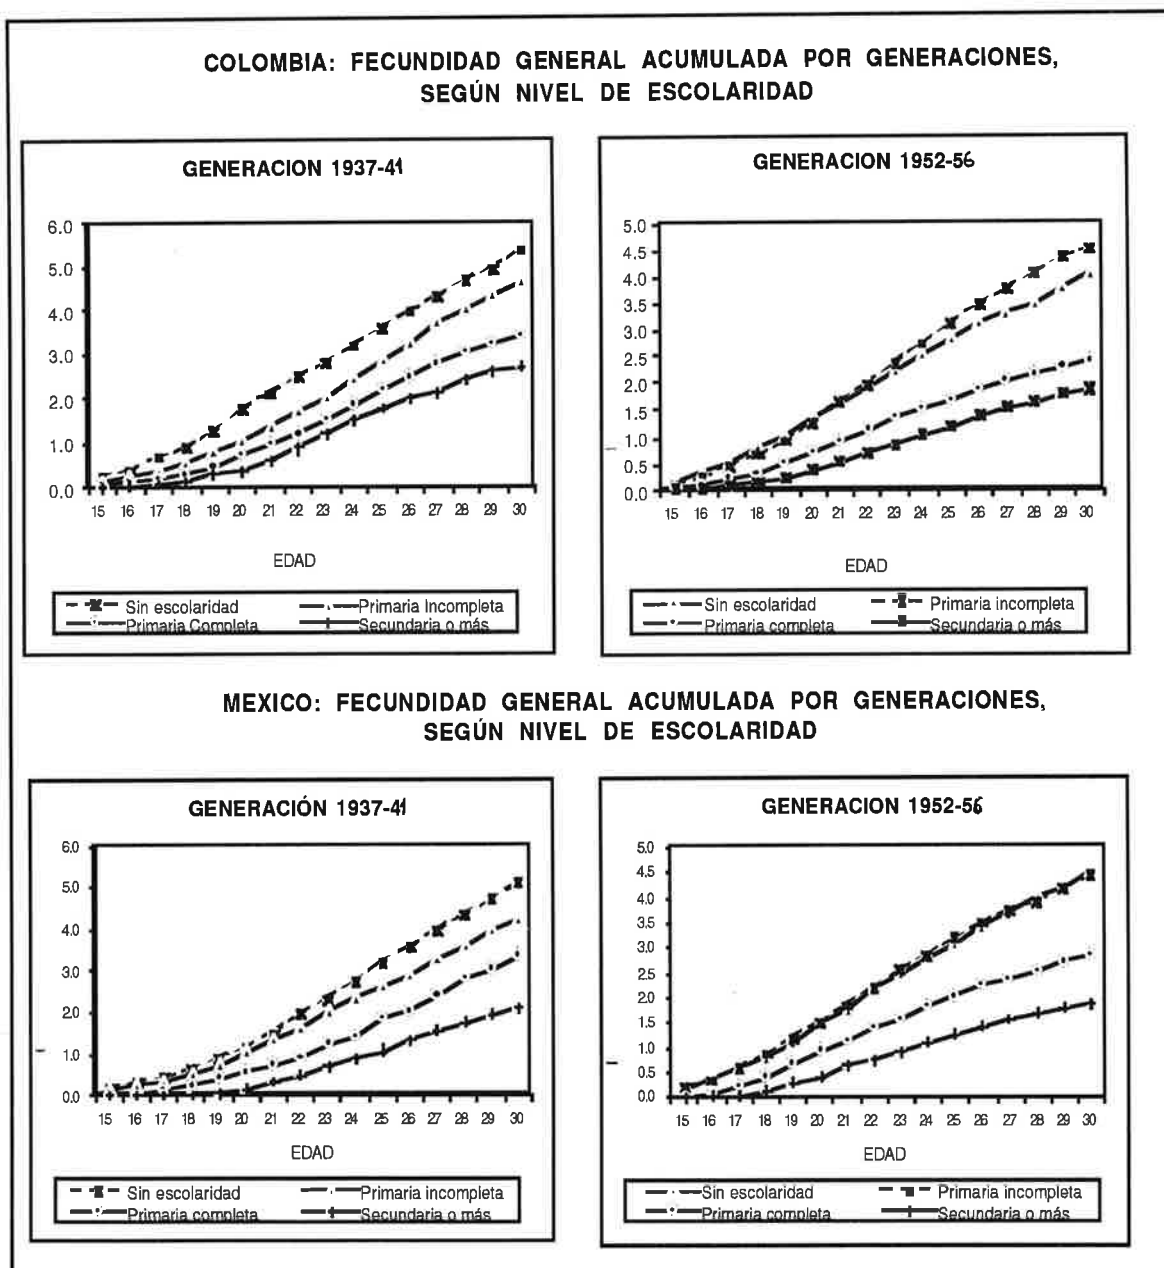 COLOMBIA: FECUNDIDAD GENERAL ACUMULADA POR GENERACIONES,
SEGÚN NIVEL DE ESCOLARIDAD
GENERACION 1937-41
6.0
5.0
4.0
3.0
2.0
1.0
0.0
15 16 17 18 19 20 21 22 23 24 25 26 27 28 29 30
EDAD
Sin escolaridad Primaria Incompleta
Primaria Completa Secundaria o más
GENERACION 1952-56
5.0
4.5
4.0
3.5
3.0
2.5
2.0
1.5
1.0
0.5
0.0
15 16 17 18 19 20 21 22 23 24 25 26 27 28 29 30
EDAD
Sin escolaridad Primaria incompleta
Primaria completa Secundaria o más
MEXICO: FECUNDIDAD GENERAL ACUMULADA POR GENERACIONES,
SEGÚN NIVEL DE ESCOLARIDAD
GENERACIÓN 1937-41
6.0
5.0
4.0
3.0
2.0
1.0
0.0
15 16 17 18 19 20 21 22 23 24 25 26 27 28 29 30
EDAD
Sin escolaridad Primaria incompleta
Primaria completa Secundaria o más
GENERACION 1952-56
5.0
4.5
4.0
3.5
3.0
2.5
2.0
1.5
1.0
0.5
0.0
15 16 17 18 19 20 21 22 23 24 25 26 27 28 29 30
EDAD
Sin escolaridad Primaria incompleta
Primaria completa Secundaria o más